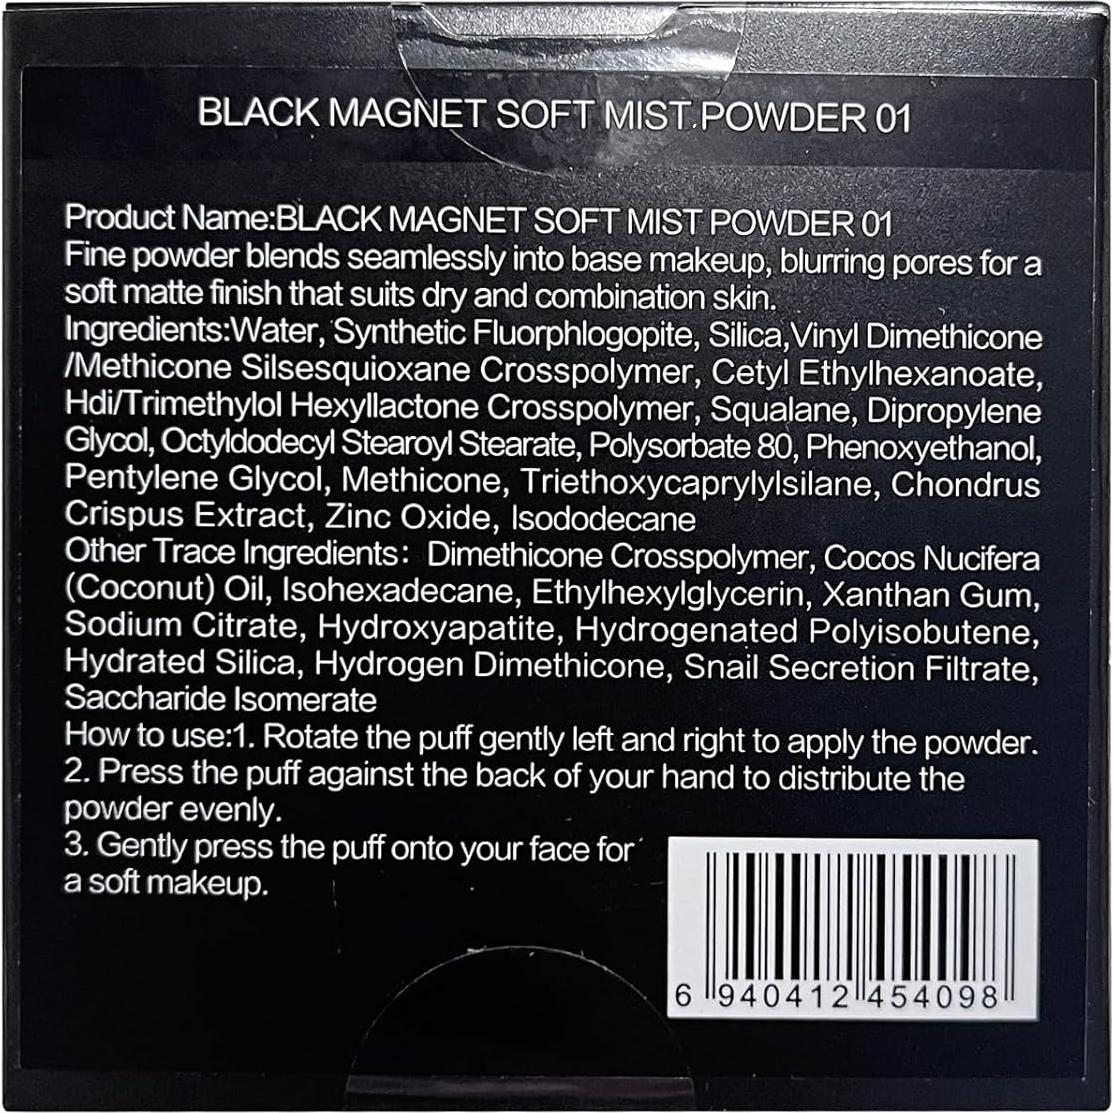 BLACK MAGNET SOFT MIST POWDER 01
Product Name:BLACK MAGNET SOFT MIST POWDER 01
Fine powder blends seamlessly into base makeup, blurring pores for a
soft matte finish that suits dry and combination skin.
Ingredients:Water, Synthetic Fluorphlogopite, Silica,Vinyl Dimethicone
/Methicone Silsesquioxane Crosspolymer, Cetyl Ethylhexanoate,
Hdi/Trimethylol Hexyllactone Crosspolymer, Squalane, Dipropylene
Glycol, Octyldodecyl Stearoyl Stearate, Polysorbate 80, Phenoxyethanol,
Pentylene Glycol, Methicone, Triethoxycaprylylsilane, Chondrus
Crispus Extract, Zinc Oxide, Isododecane
Other Trace Ingredients: Dimethicone Crosspolymer, Cocos Nucifera
(Coconut) Oil, Isohexadecane, Ethylhexylglycerin, Xanthan Gum,
Sodium Citrate, Hydroxyapatite, Hydrogenated Polyisobutene,
Hydrated Silica, Hydrogen Dimethicone, Snail Secretion Filtrate,
Saccharide Isomerate
How to use:1. Rotate the puff gently left and right to apply the powder.
2. Press the puff against the back of your hand to distribute the
powder evenly.
3. Gently press the puff onto your face for
a soft makeup.
6 940412 454098